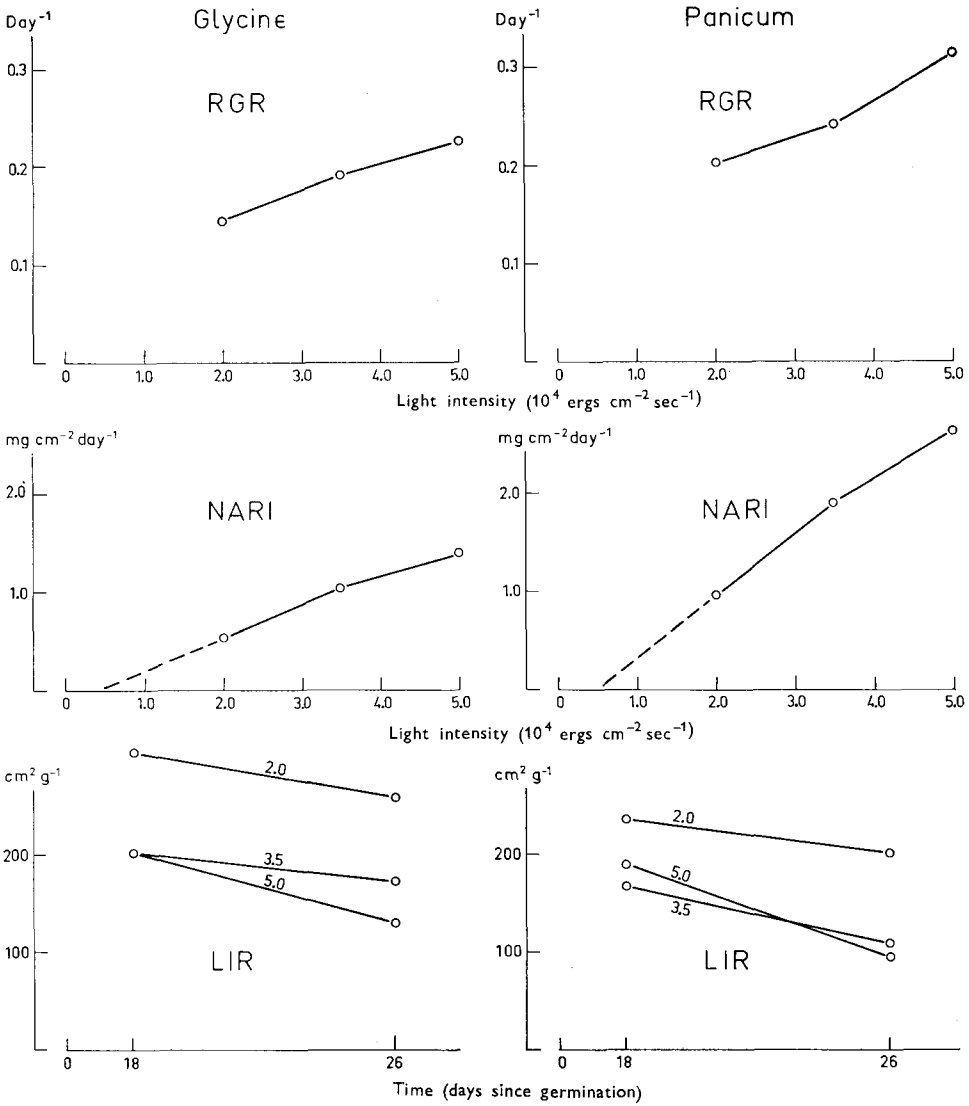 Glycine
Day⁻¹
0.3
0.2
0.1
RGR
0 1.0 2.0 3.0 4.0 5.0
Panicum
Day⁻¹
0.3
0.2
0.1
RGR
0 1.0 2.0 3.0 4.0 5.0
Light intensity (10⁴ ergs cm⁻² sec⁻¹)
mg cm⁻² day⁻¹
2.0
1.0
NARI
0 1.0 2.0 3.0 4.0 5.0
mg cm⁻² day⁻¹
2.0
1.0
NARI
0 1.0 2.0 3.0 4.0 5.0
Light intensity (10⁴ ergs cm⁻² sec⁻¹)
cm² g⁻¹
200
100
2.0
3.5
5.0
LIR
0 18 26
cm² g⁻¹
200
100
2.0
5.0
3.5
LIR
0 18 26
Time (days since germination)